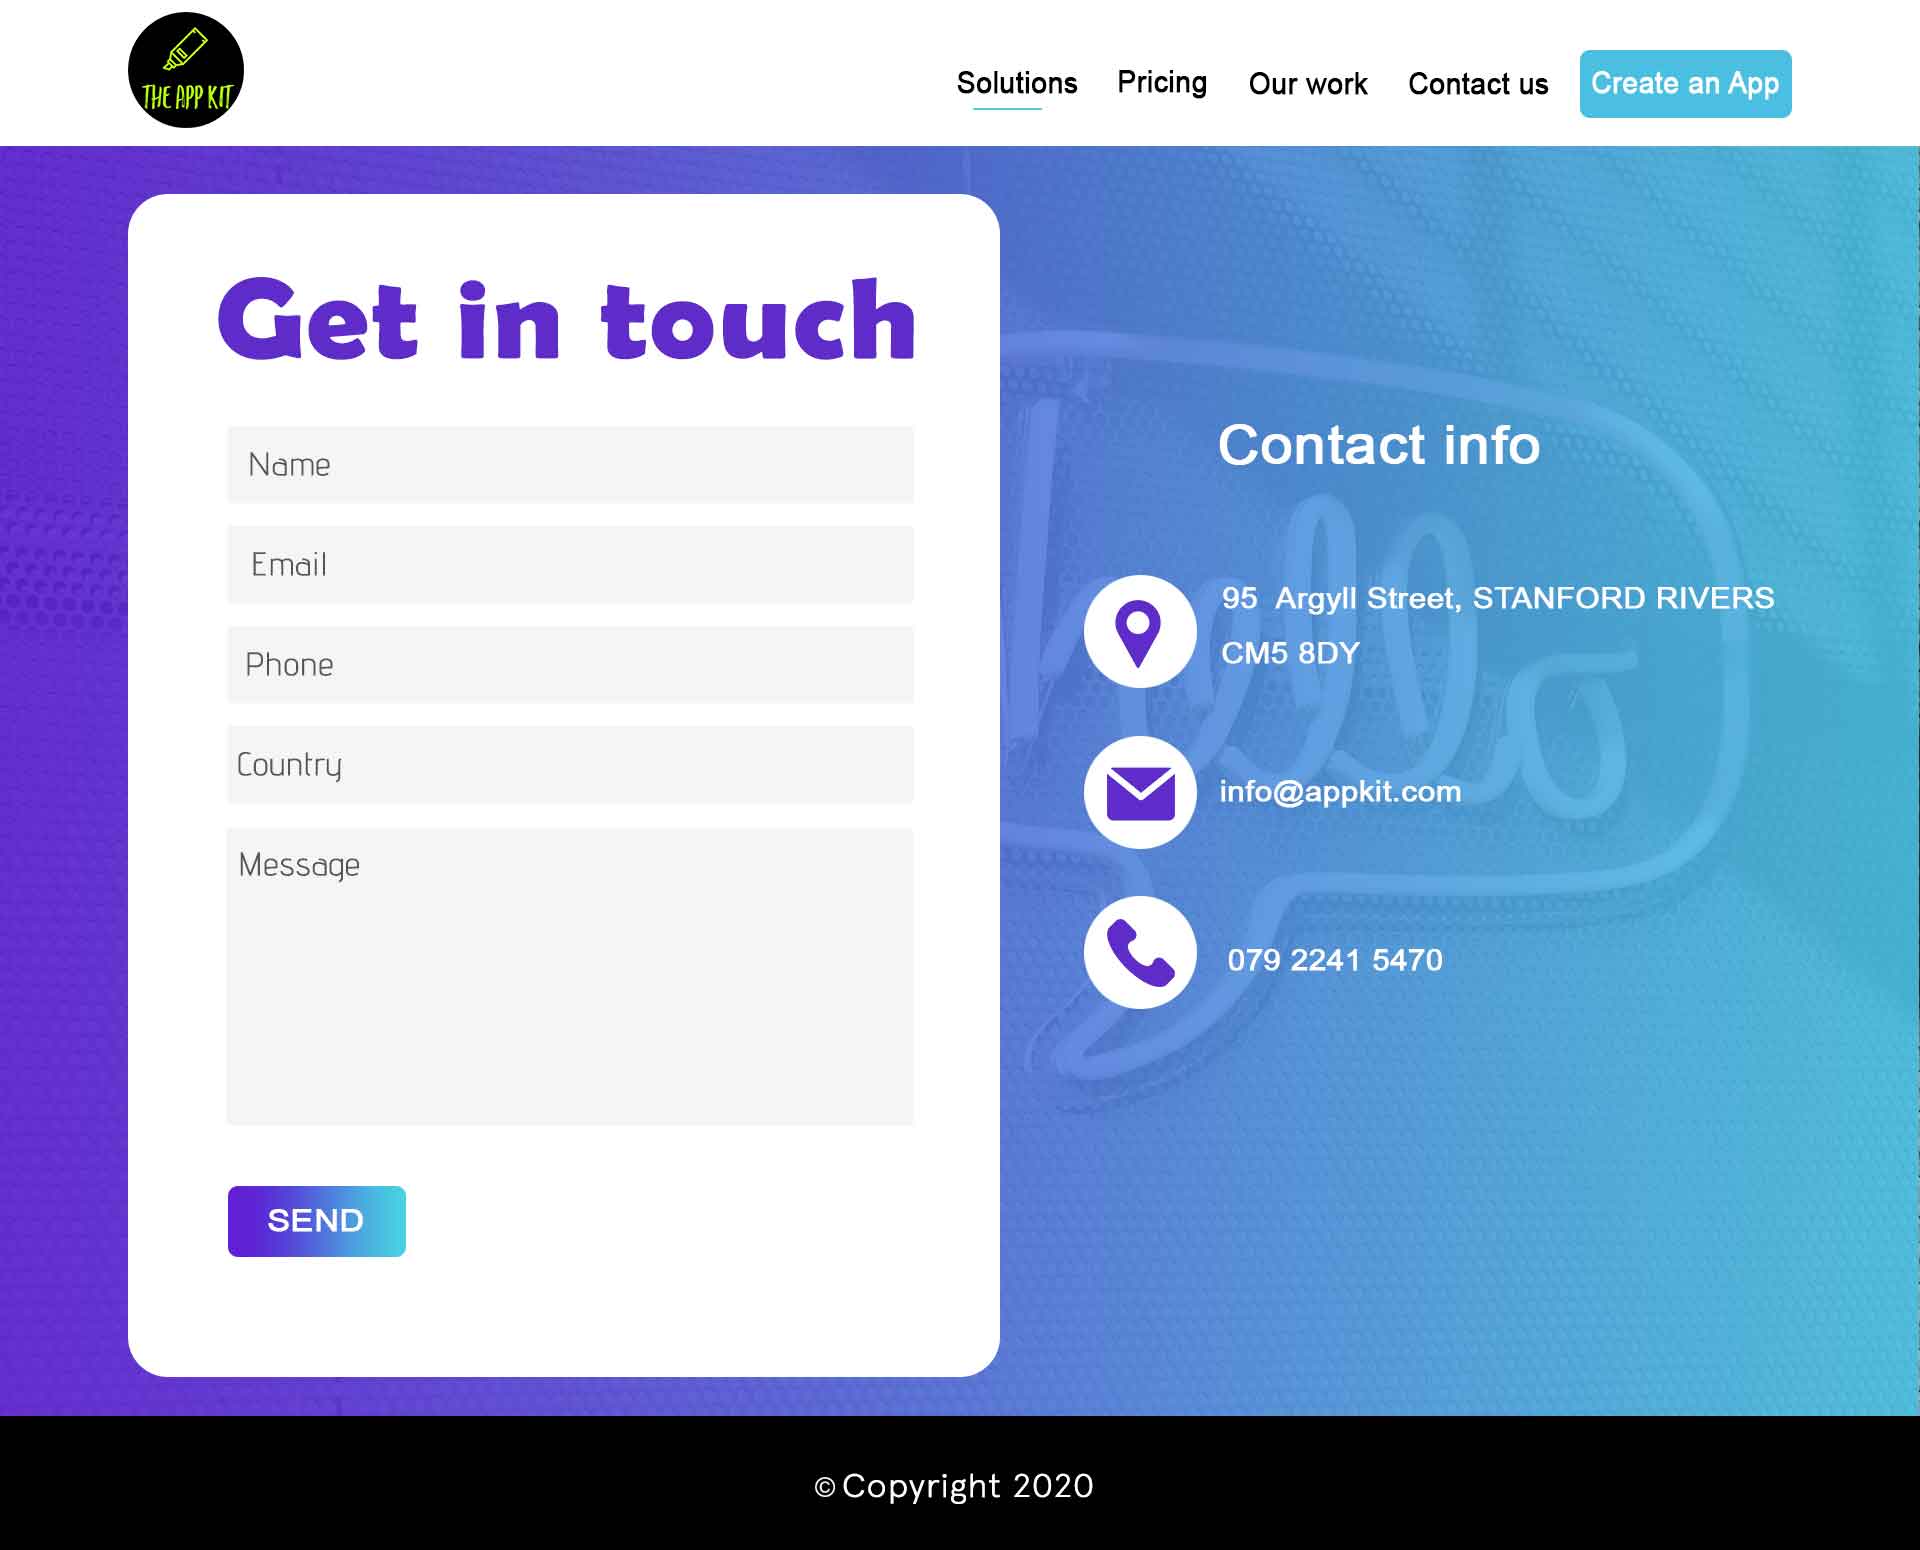 THE APP KIT
Solutions Pricing Our work Contact us Create an App
Get in touch
Name
Email
Phone
Country
Message
SEND
Contact info
95 Argyll Street, STANFORD RIVERS
CM5 8DY
info@appkit.com
079 2241 5470
hello
© Copyright 2020